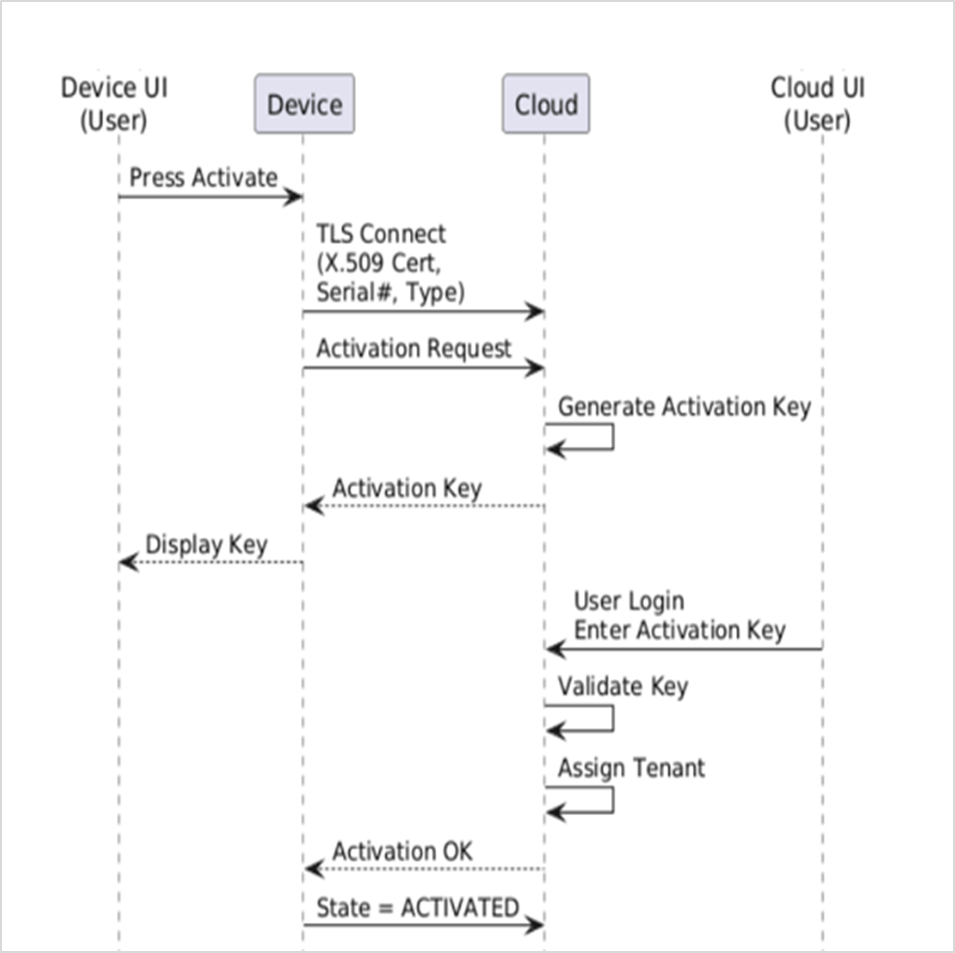 Device UI
(User)
Device
Cloud
Cloud UI
(User)
Press Activate
TLS Connect
(X.509 Cert,
Serial#, Type)
Activation Request
Generate Activation Key
Activation Key
Display Key
User Login
Enter Activation Key
Validate Key
Assign Tenant
Activation OK
State = ACTIVATED